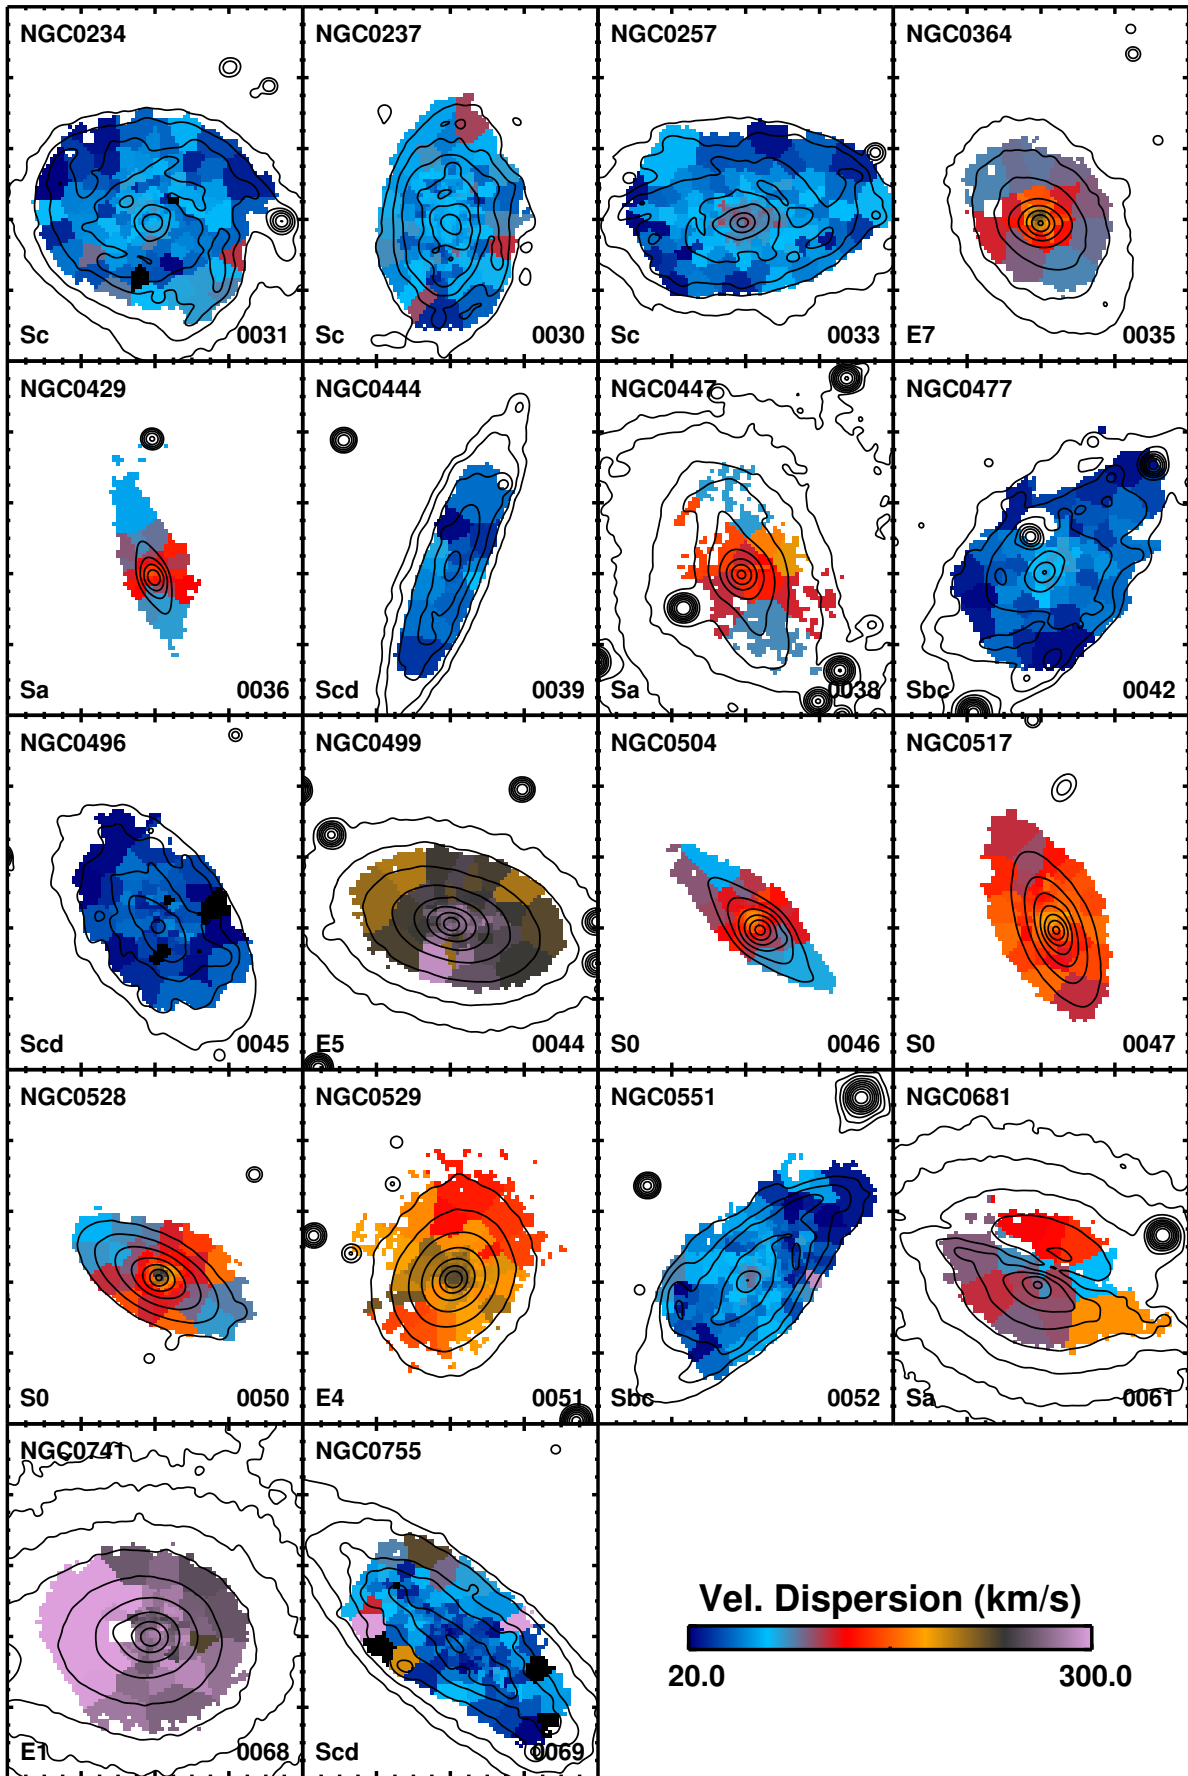 NGC0234 NGC0237 NGC0257 NGC0364
Sc 0031 Sc 0030 Sc 0033 E7 0035
NGC0429 NGC0444 NGC0447 NGC0477
Sa 0036 Scd 0039 Sa 0038 Sbc 0042
NGC0496 NGC0499 NGC0504 NGC0517
Scd 0045 E5 0044 S0 0046 S0 0047
NGC0528 NGC0529 NGC0551 NGC0681
S0 0050 E4 0051 Sbc 0052 Sa 0061
NGC0741 NGC0755
Vel. Dispersion (km/s)
20.0 300.0
E1 0068 Scd 0069